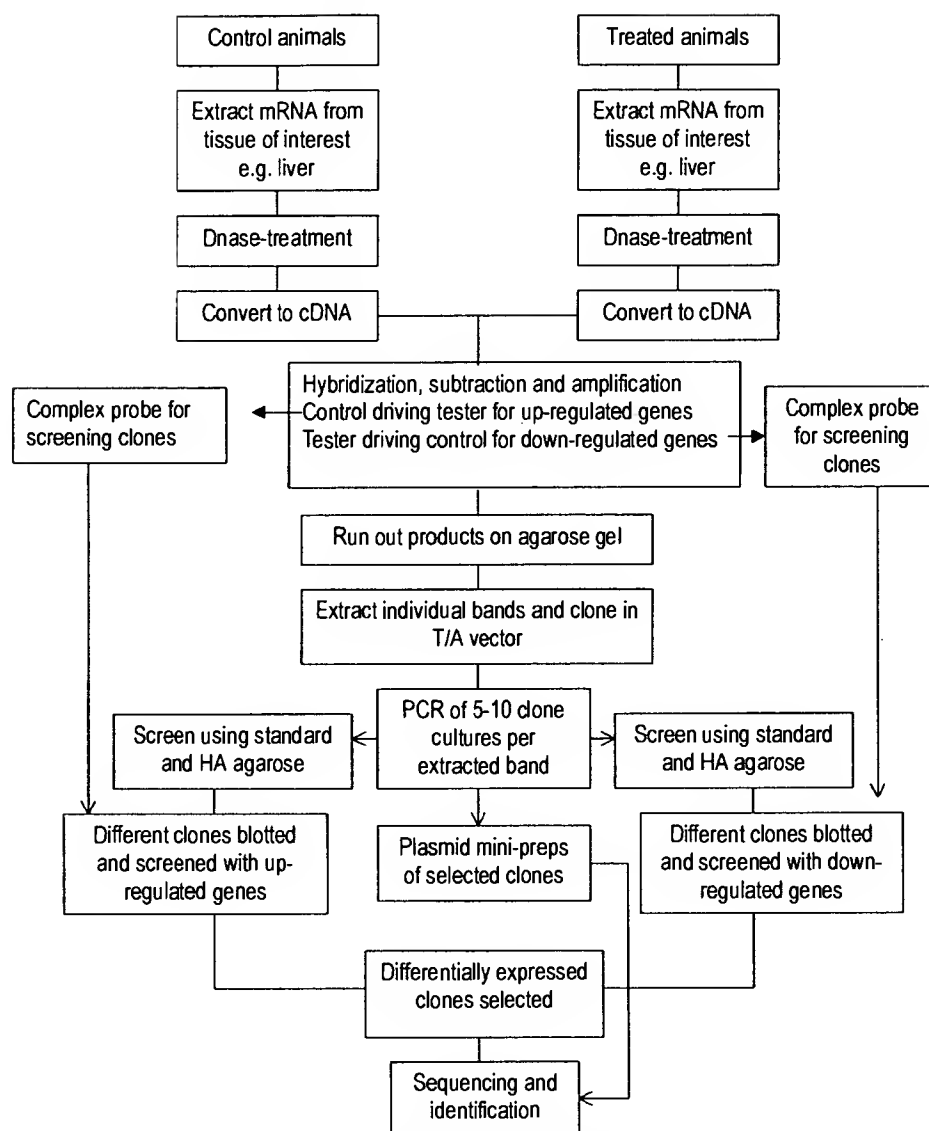 Control animals
Treated animals
Extract mRNA from
tissue of interest
e.g. liver
Extract mRNA from
tissue of interest
e.g. liver
Dnase-treatment
Dnase-treatment
Convert to cDNA
Convert to cDNA
Hybridization, subtraction and amplification
Control driving tester for up-regulated genes
Tester driving control for down-regulated genes
Complex probe for
screening clones
Complex probe
for screening
clones
Run out products on agarose gel
Extract individual bands and clone in
T/A vector
PCR of 5-10 clone
cultures per
extracted band
Screen using standard
and HA agarose
Screen using standard
and HA agarose
Different clones blotted
and screened with up-
regulated genes
Plasmid mini-preps
of selected clones
Different clones blotted
and screened with down-
regulated genes
Differentially expressed
clones selected
Sequencing and
identification